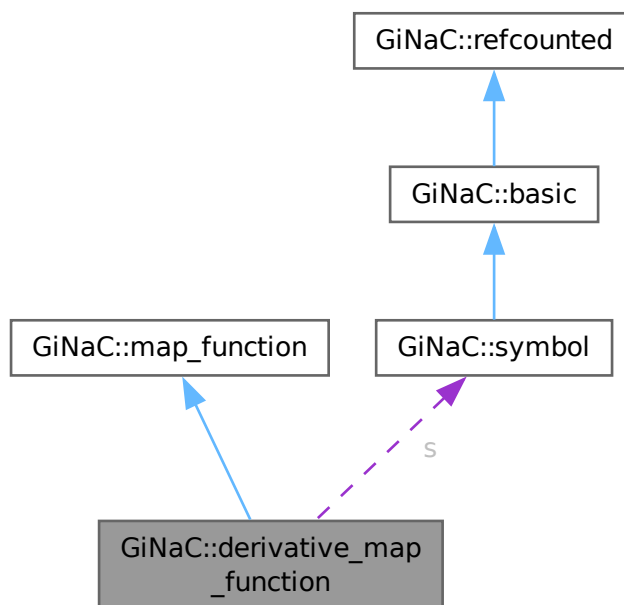 GiNaC::refcounted
GiNaC::basic
GiNaC::map_function
GiNaC::symbol
s
GiNaC::derivative_map
_function